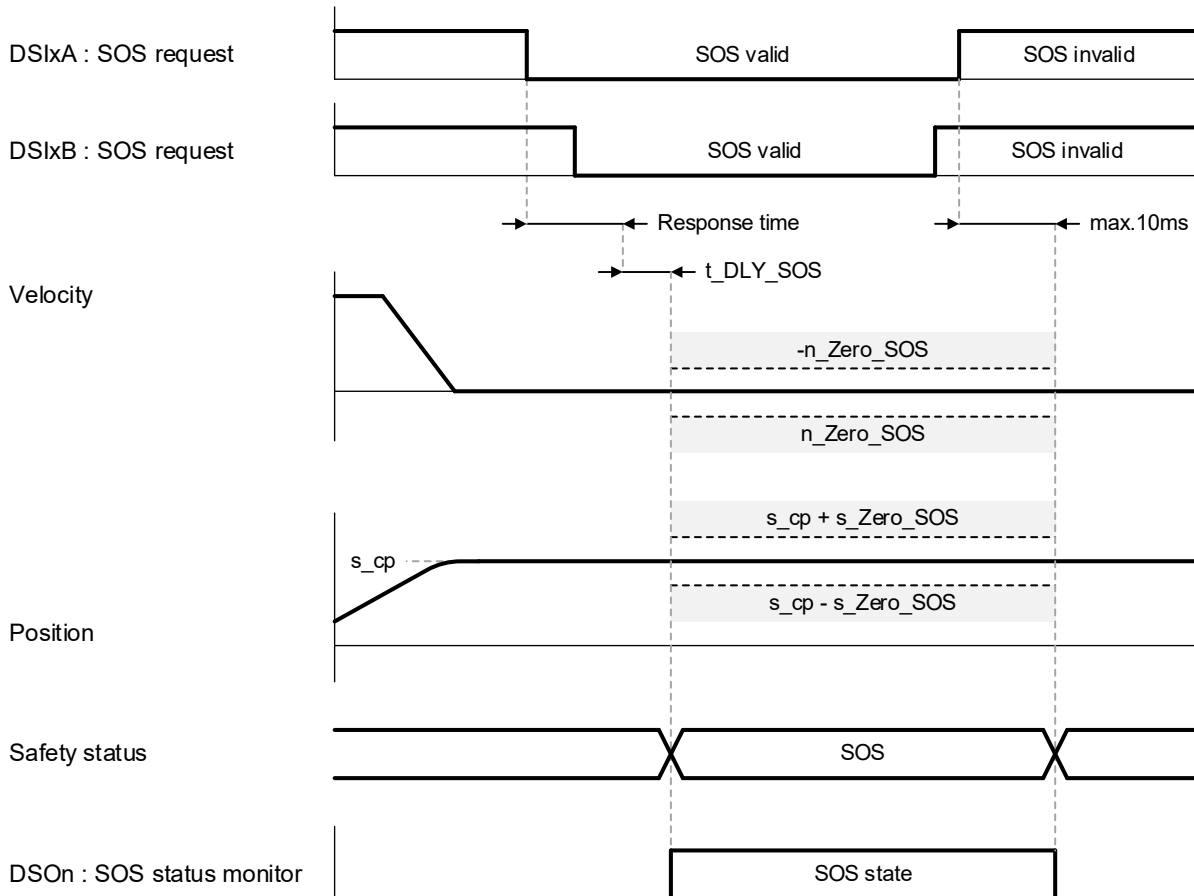 DSIxA : SOS request
SOS valid
SOS invalid
DSIxB : SOS request
SOS valid
SOS invalid
Response time
max.10ms
t_DLY_SOS
Velocity
-n_Zero_SOS
n_Zero_SOS
s_cp + s_Zero_SOS
s_cp
s_cp - s_Zero_SOS
Position
Safety status
SOS
DSOn : SOS status monitor
SOS state